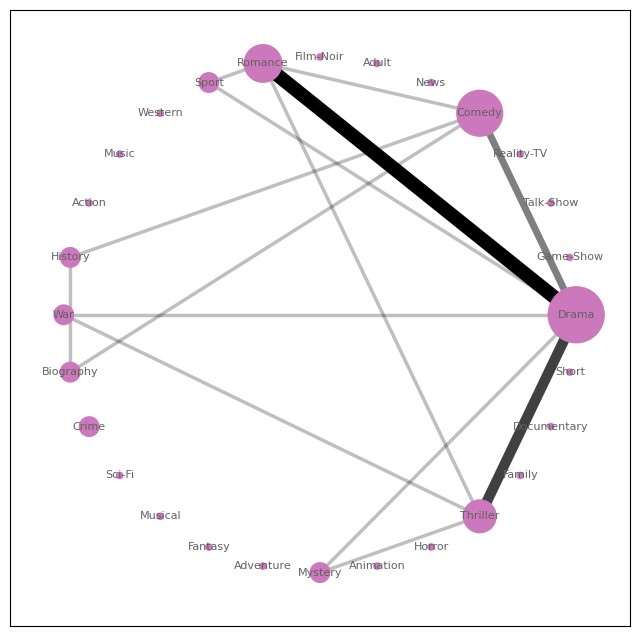 Film-Noir
Romance
Adult
Sport
News
Western
Comedy
Music
Reality-TV
Action
Talk-Show
History
Game-Show
War
Drama
Biography
Short
Crime
Documentary
Sci-Fi
Family
Musical
Thriller
Fantasy
Horror
Adventure
Animation
Mystery